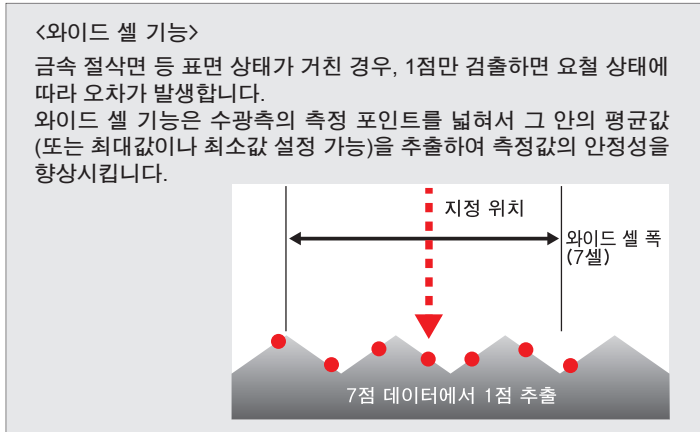 <와이드 셀 기능>
금속 절삭면 등 표면 상태가 거친 경우, 1점만 검출하면 요철 상태에
따라 오차가 발생합니다.
와이드 셀 기능은 수광측의 측정 포인트를 넓혀서 그 안의 평균값
(또는 최대값이나 최소값 설정 가능)을 추출하여 측정값의 안정성을
향상시킵니다.
지정 위치
와이드 셀 폭
(7셀)
7점 데이터에서 1점 추출